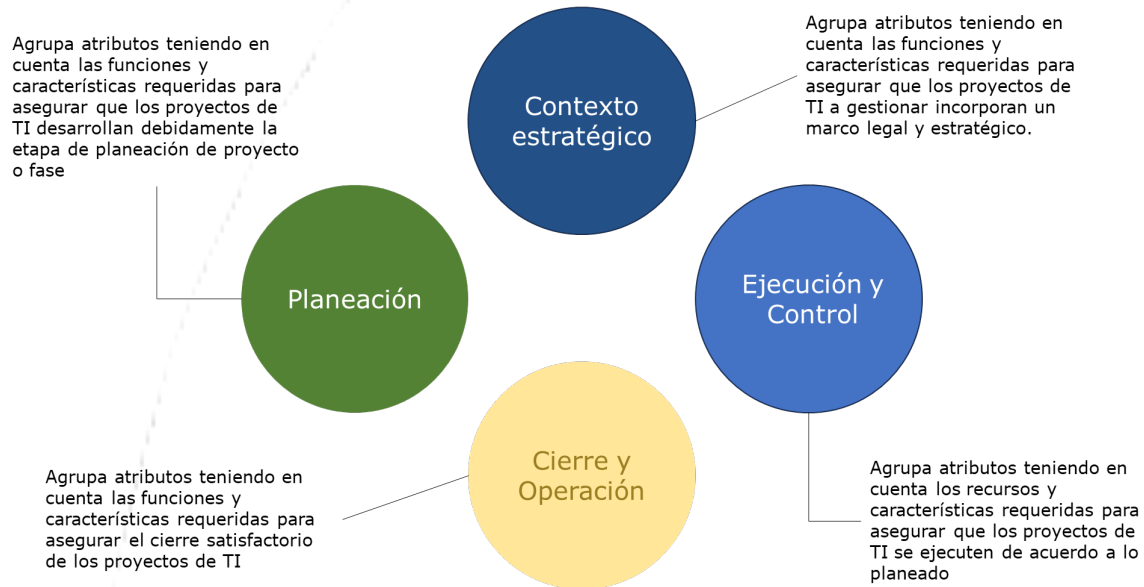 Agrupa atributos teniendo en
cuenta las funciones y
características requeridas para
asegurar que los proyectos de
TI desarrollan debidamente la
etapa de planeación de proyecto
o fase
Contexto
estratégico
Agrupa atributos teniendo en
cuenta las funciones y
características requeridas para
asegurar que los proyectos de
TI a gestionar incorporan un
marco legal y estratégico.
Planeación
Ejecución y
Control
Agrupa atributos teniendo en
cuenta las funciones y
características requeridas para
asegurar el cierre satisfactorio
de los proyectos de TI
Cierre y
Operación
Agrupa atributos teniendo en
cuenta los recursos y
características requeridas para
asegurar que los proyectos de
TI se ejecuten de acuerdo a lo
planeado